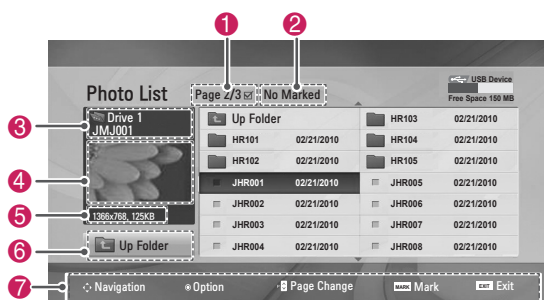 1 2
USB Device
Photo List Page 2/3 No Marked
Free Space 150 MB
3 Drive 1
JMJ001
Up Folder HR103 02/21/2010
HR101 02/21/2010 HR104 02/21/2010
4 HR102 02/21/2010 HR105 02/21/2010
JHR001 02/21/2010 JHR005 02/21/2010
5 1366x768, 125KB JHR002 02/21/2010 JHR006 02/21/2010
JHR003 02/21/2010 JHR007 02/21/2010
6 Up Folder JHR004 02/21/2010 JHR008 02/21/2010
7 Navigation Option Page Change MARK Mark EXIT Exit